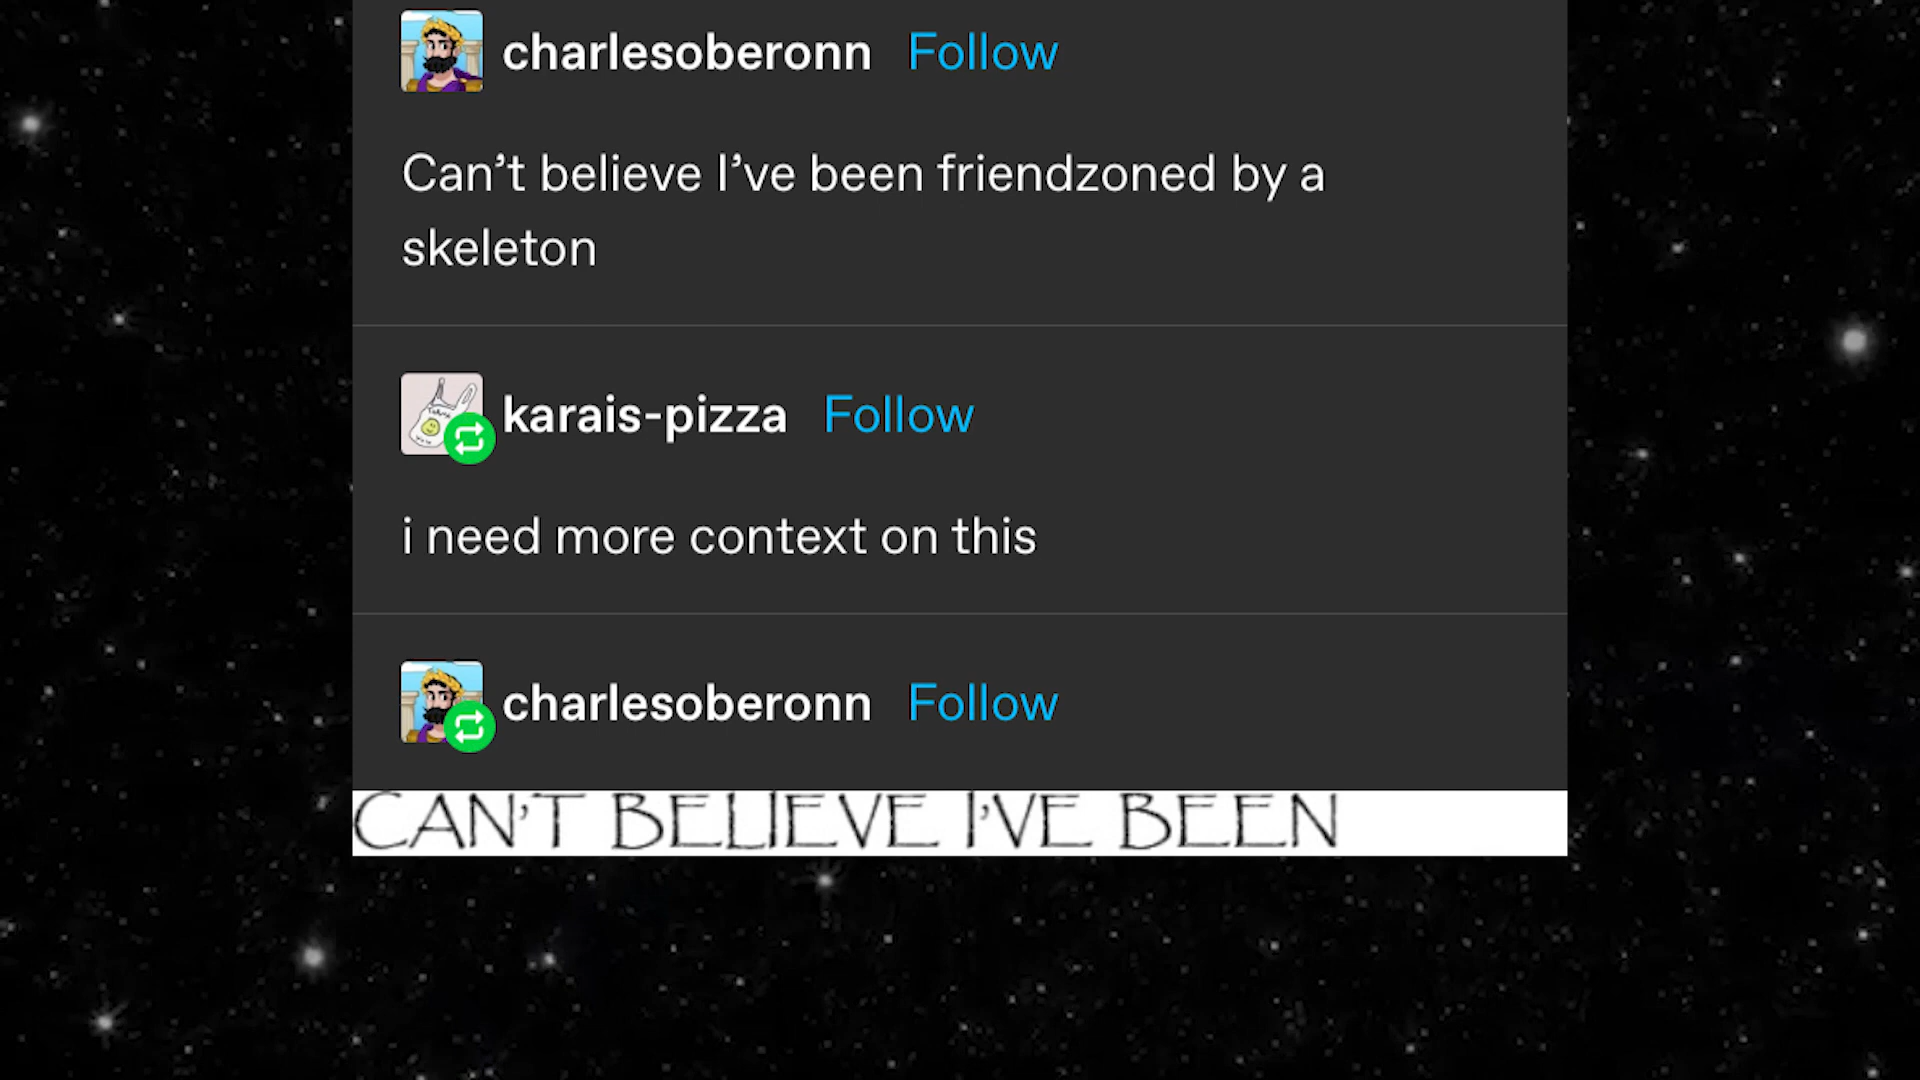 charlesoberonn Follow
Can’t believe I’ve been friendzoned by a
skeleton
karais-pizza Follow
i need more context on this
charlesoberonn Follow
CAN'T BELIEVE I'VE BEEN